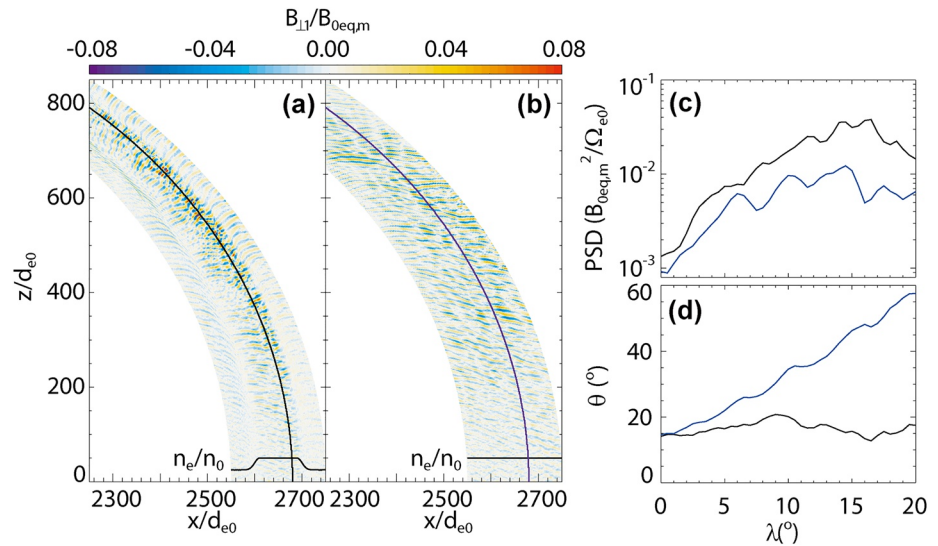 B⊥1/B0eq,m
-0.08 -0.04 0.00 0.04 0.08
(a) (b) (c) (d)
800
600
400
200
0
z/de0
ne/n0
ne/n0
2300 2500 2700
2300 2500 2700
x/de0
x/de0
10-1
10-2
10-3
PSD (B0eq,m2/Ωe0)
60
40
20
0
θ (o)
0 5 10 15 20
λ(o)